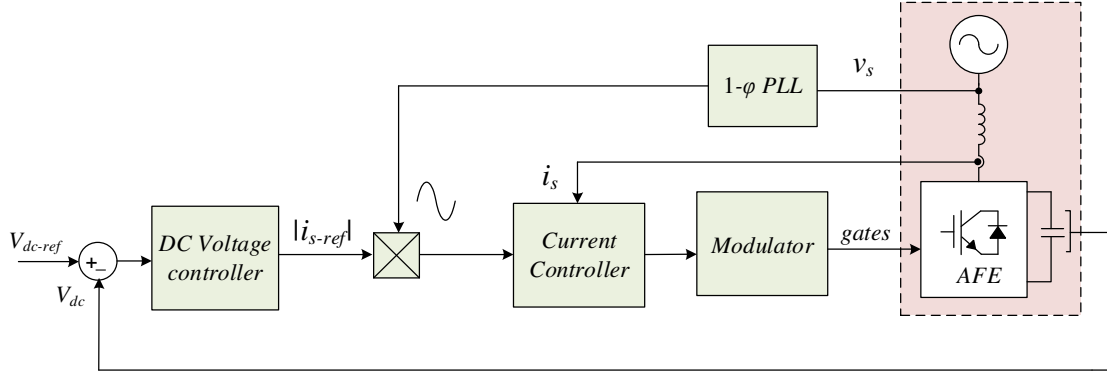 v_s
1-φ PLL
i_s
V_dc-ref
+
–
V_dc
DC Voltage
controller
|i_s-ref|
Current
Controller
Modulator
gates
AFE